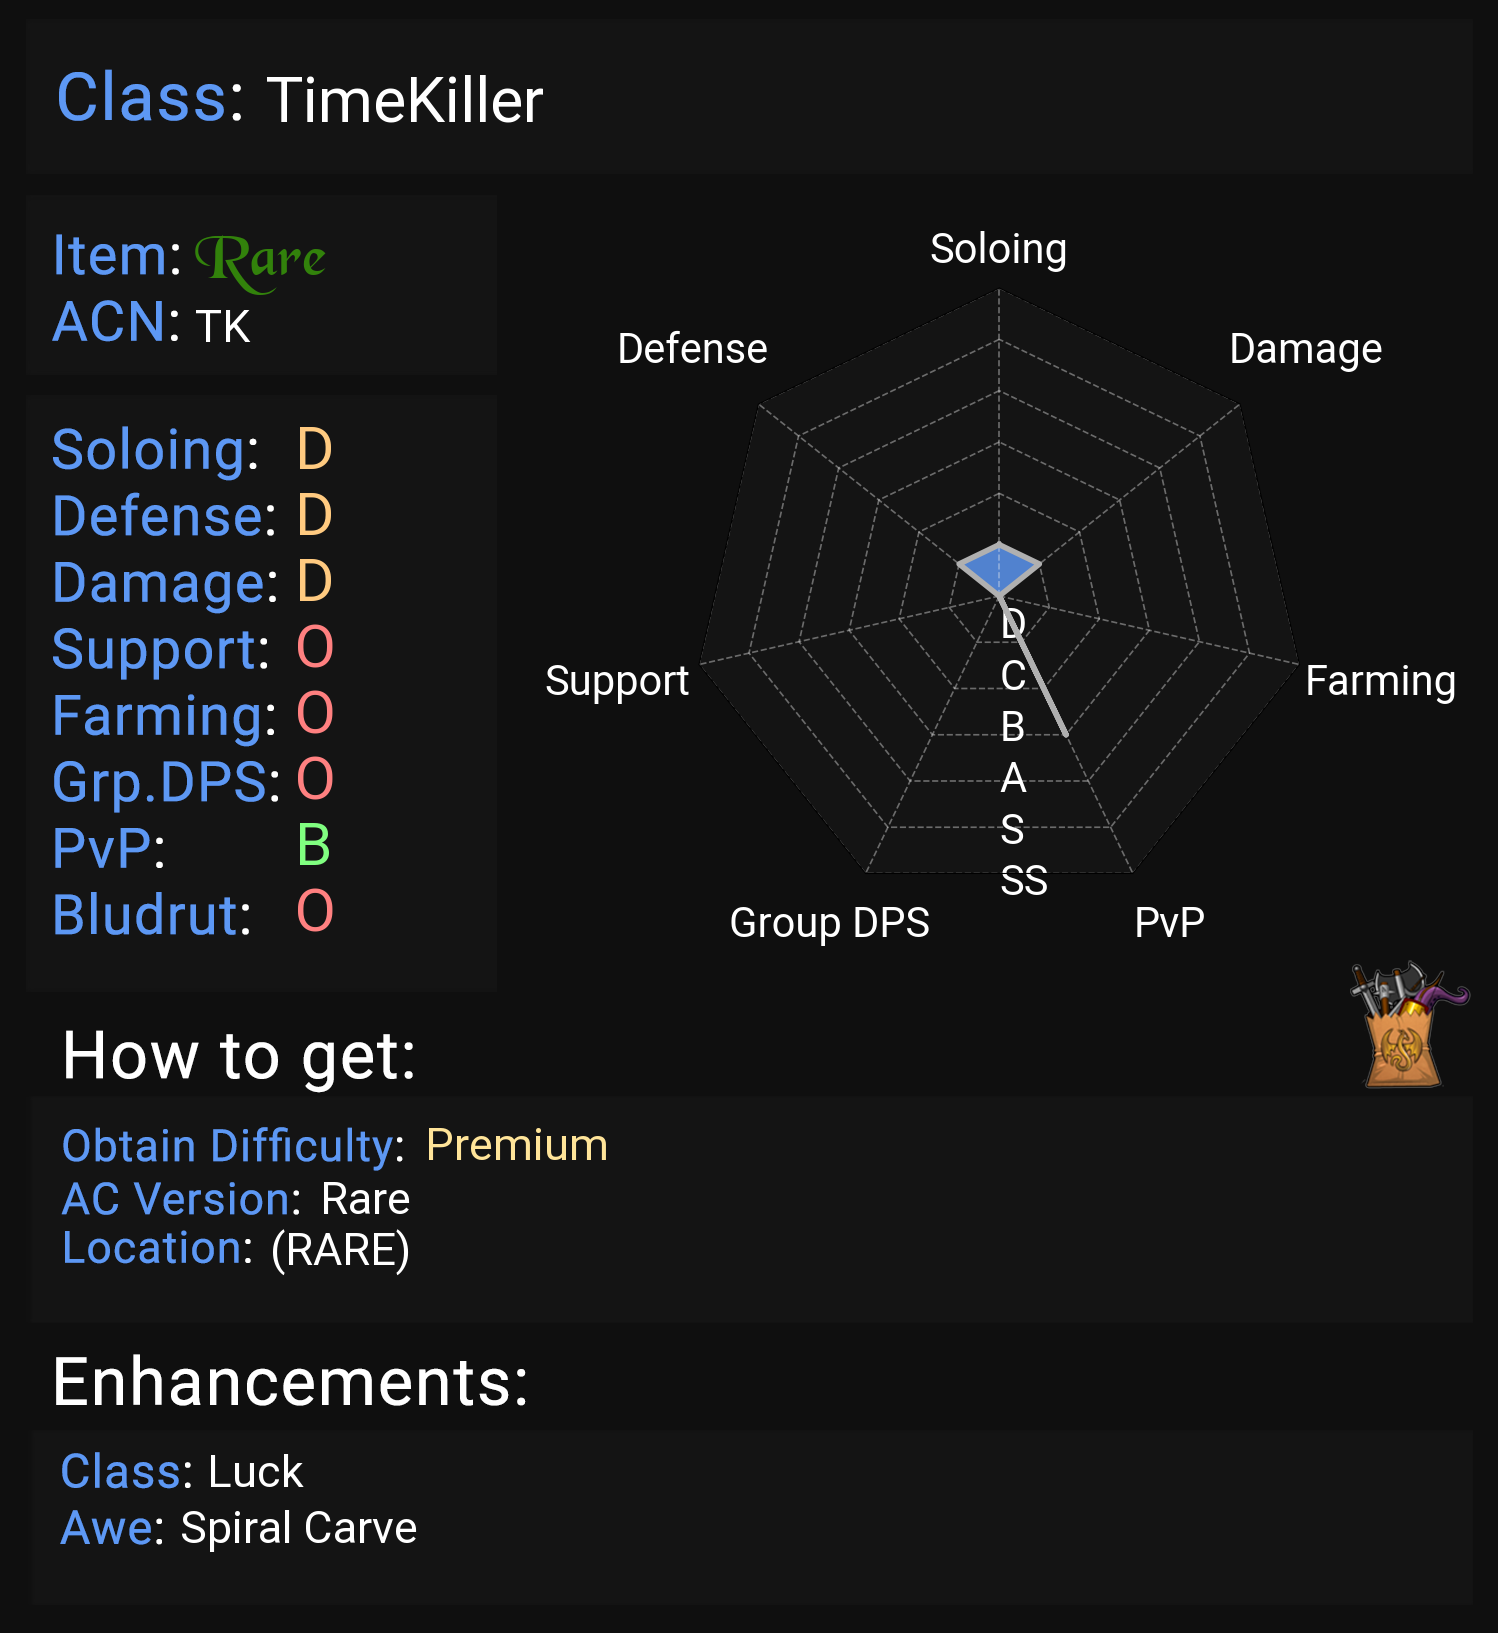 Class: TimeKiller
Item: Rare
ACN: TK
Soloing: D
Defense: D
Damage: D
Support: O
Farming: O
Grp.DPS: O
PvP: B
Bludrut: O
Soloing
Defense
Damage
Support
Farming
D
C
B
A
S
SS
Group DPS
PvP
How to get:
Obtain Difficulty: Premium
AC Version: Rare
Location: (RARE)
Enhancements:
Class: Luck
Awe: Spiral Carve